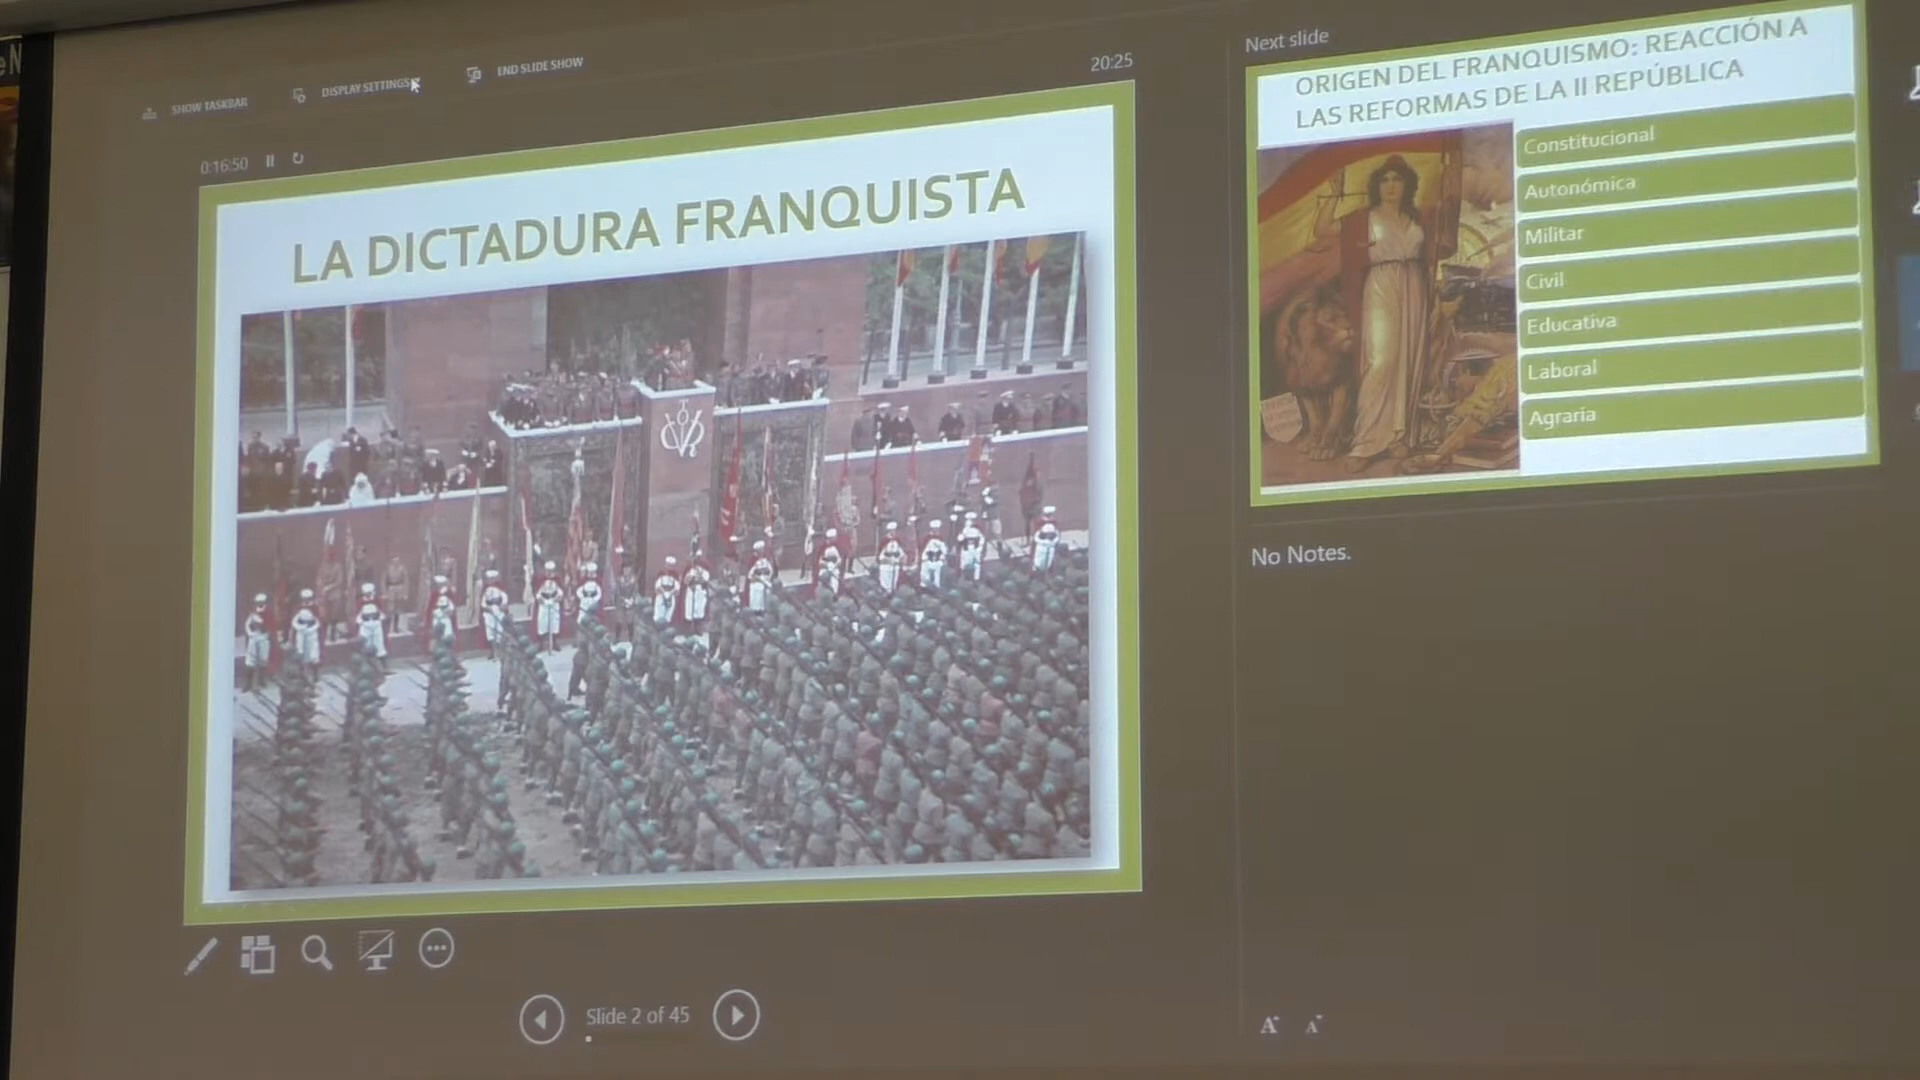 SHOW TASKBAR
DISPLAY SETTINGS
END SLIDE SHOW
20:25
0:16:50
LA DICTADURA FRANQUISTA
Slide 2 of 45
Next slide
ORIGEN DEL FRANQUISMO: REACCIÓN A
LAS REFORMAS DE LA II REPÚBLICA
Constitucional
Autonómica
Militar
Civil
Educativa
Laboral
Agraria
No Notes.